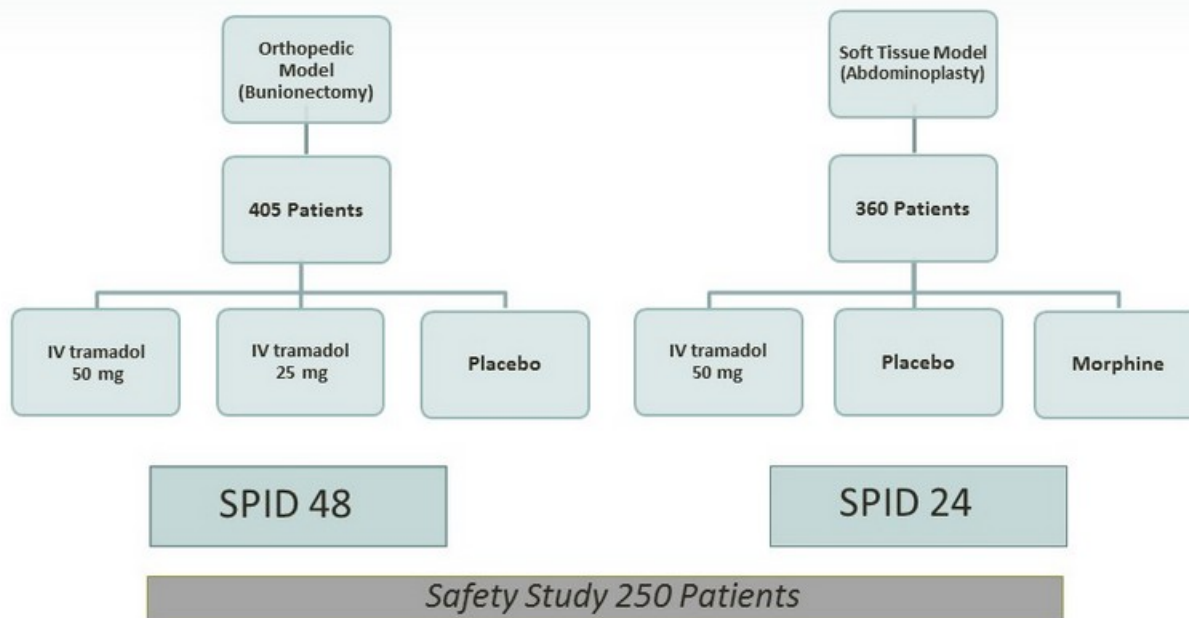 Orthopedic
Model
(Bunionectomy)
405 Patients
IV tramadol
50 mg
IV tramadol
25 mg
Placebo
SPID 48
Soft Tissue Model
(Abdominoplasty)
360 Patients
IV tramadol
50 mg
Placebo
Morphine
SPID 24
Safety Study 250 Patients